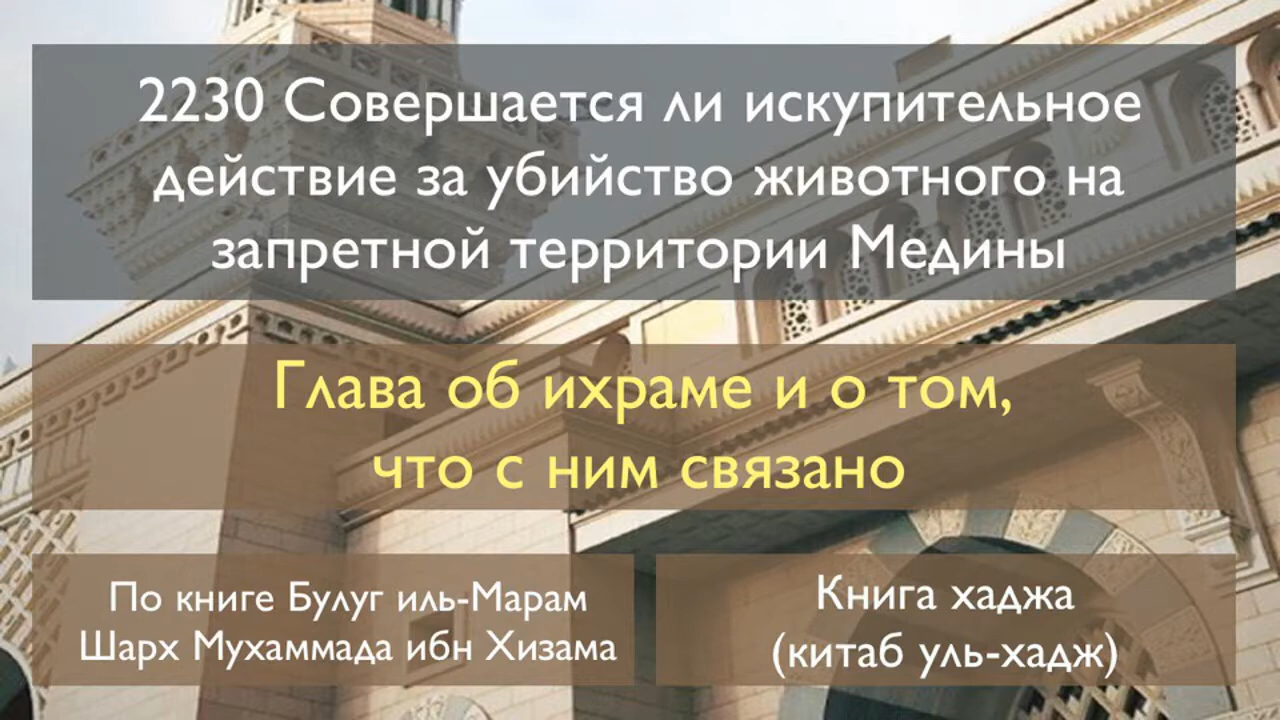 2230 Совершается ли искупительное
действие за убийство животного на
запретной территории Медины
Глава об ихраме и о том,
что с ним связано
По книге Булуг иль-Марам
Шарх Мухаммада ибн Хизама
Книга хаджа
(китаб уль-хадж)